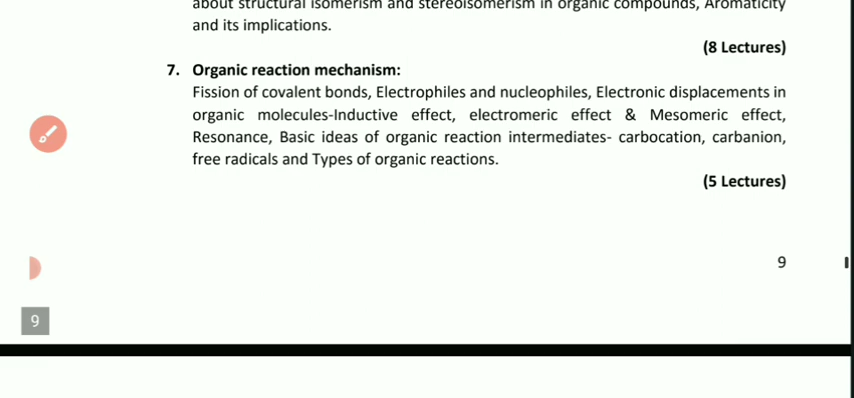 about structural isomerism and stereoisomerism in organic compounds, Aromaticity
and its implications.
(8 Lectures)
7. Organic reaction mechanism:
Fission of covalent bonds, Electrophiles and nucleophiles, Electronic displacements in
organic molecules-Inductive effect, electromeric effect & Mesomeric effect,
Resonance, Basic ideas of organic reaction intermediates- carbocation, carbanion,
free radicals and Types of organic reactions.
(5 Lectures)
9
9